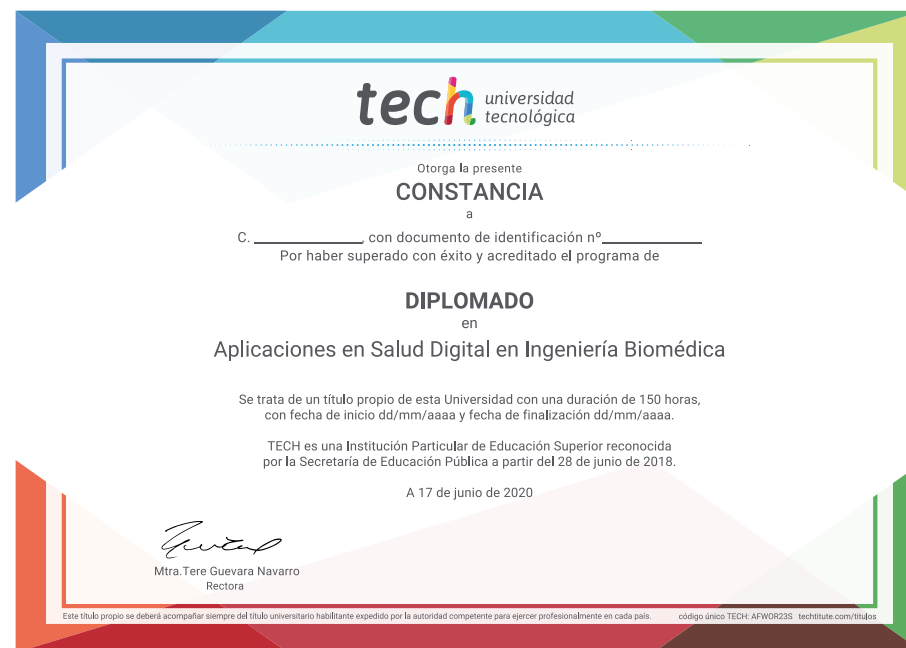 tech universidad
tecnológica
Otorga la presente
CONSTANCIA
a
C. ____________, con documento de identificación nº____________
Por haber superado con éxito y acreditado el programa de
DIPLOMADO
en
Aplicaciones en Salud Digital en Ingeniería Biomédica
Se trata de un título propio de esta Universidad con una duración de 150 horas,
con fecha de inicio dd/mm/aaaa y fecha de finalización dd/mm/aaaa.
TECH es una Institución Particular de Educación Superior reconocida
por la Secretaría de Educación Pública a partir del 28 de junio de 2018.
A 17 de junio de 2020
Mtra.Tere Guevara Navarro
Rectora
Este título propio se deberá acompañar siempre del título universitario habilitante expedido por la autoridad competente para ejercer profesionalmente en cada país. código único TECH: AFWOR23S techtitute.com/titulos